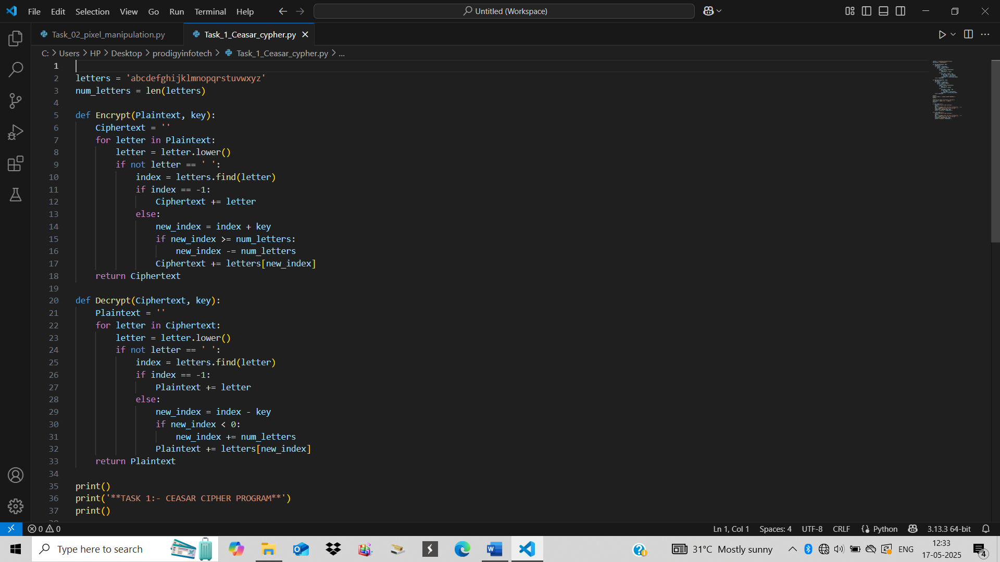 File Edit Selection View Go Run Terminal Help
Untitled (Workspace)
Task_02_pixel_manipulation.py
Task_1_Ceasar_cypher.py
C: > Users > HP > Desktop > prodigyinfotech > Task_1_Ceasar_cypher.py > ...
1
2 letters = 'abcdefghijklmnopqrstuvwxyz'
3 num_letters = len(letters)
4
5 def Encrypt(Plaintext, key):
6     Ciphertext = ''
7     for letter in Plaintext:
8         letter = letter.lower()
9         if not letter == ' ':
10             index = letters.find(letter)
11             if index == -1:
12                 Ciphertext += letter
13             else:
14                 new_index = index + key
15                 if new_index >= num_letters:
16                     new_index -= num_letters
17                 Ciphertext += letters[new_index]
18     return Ciphertext
19
20 def Decrypt(Ciphertext, key):
21     Plaintext = ''
22     for letter in Ciphertext:
23         letter = letter.lower()
24         if not letter == ' ':
25             index = letters.find(letter)
26             if index == -1:
27                 Plaintext += letter
28             else:
29                 new_index = index - key
30                 if new_index < 0:
31                     new_index += num_letters
32                 Plaintext += letters[new_index]
33     return Plaintext
34
35 print()
36 print('**TASK 1:- CEASAR CIPHER PROGRAM**')
37 print()
0 0
Ln 1, Col 1 Spaces: 4 UTF-8 CRLF Python 3.13.3 64-bit
Type here to search
31°C Mostly sunny
ENG
12:33
17-05-2025
4